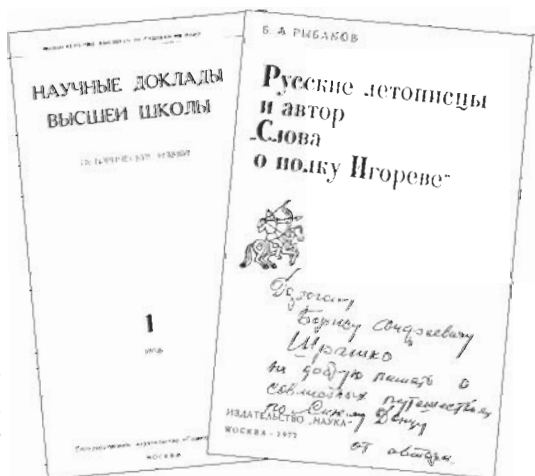 НАУЧНЫЕ ДОКЛАДЫ
ВЫСШЕЙ ШКОЛЫ
1
МОСКВА
Б. А. РЫБАКОВ
Русские летописцы
и автор
„Слова
о полку Игореве“
Дорогому
Борису Андреевичу
Шрамко
на добрую память о
совместных путешествиях
по Синему Донцу
от автора.
ИЗДАТЕЛЬСТВО „НАУКА“
МОСКВА · 1972